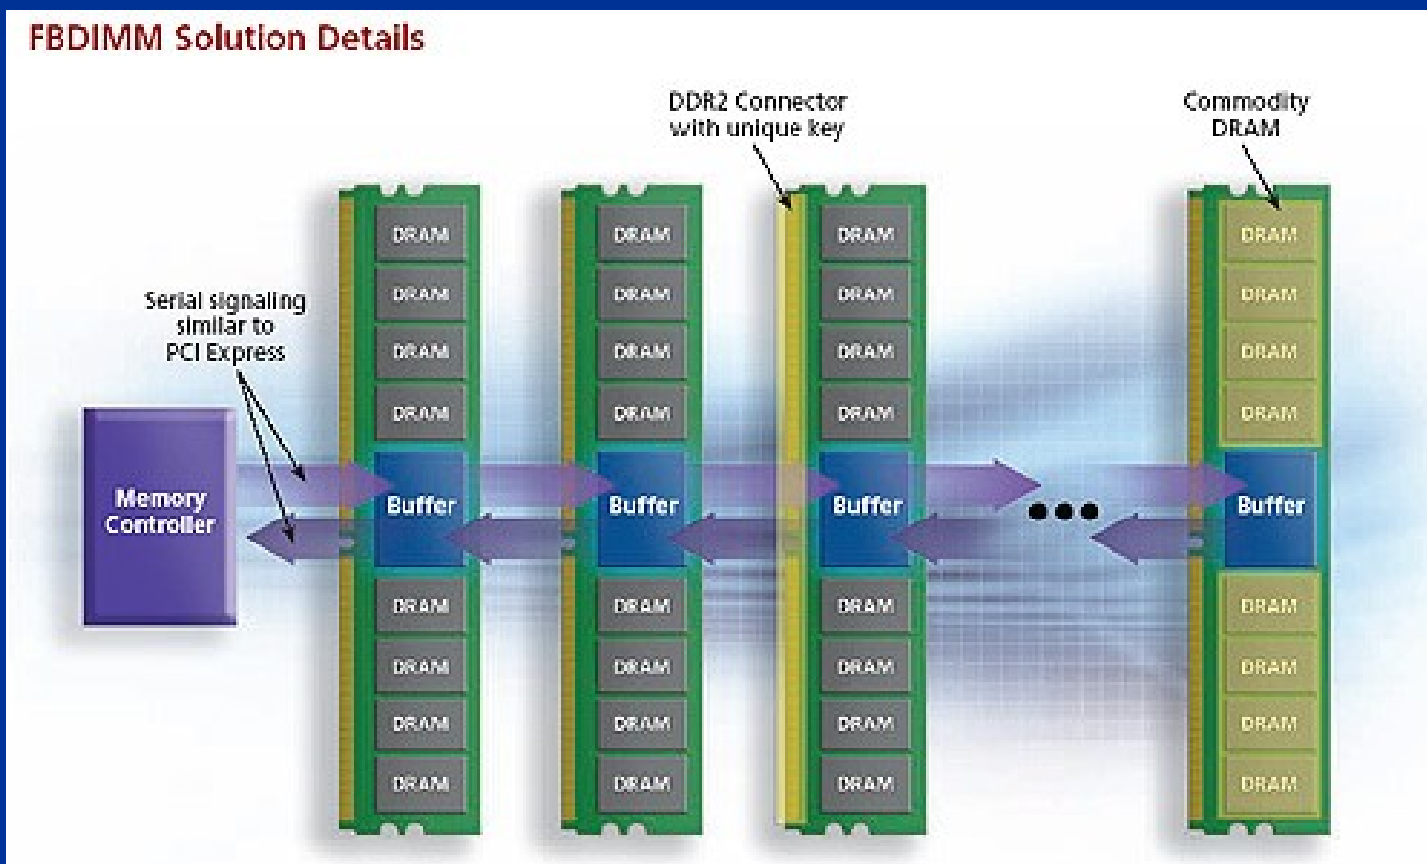 FBDIMM Solution Details
DDR2 Connector
with unique key
Commodity
DRAM
Serial signaling
similar to
PCI Express
Memory
Controller
DRAM
DRAM
DRAM
DRAM
Buffer
DRAM
DRAM
DRAM
DRAM
DRAM
DRAM
DRAM
DRAM
Buffer
DRAM
DRAM
DRAM
DRAM
DRAM
DRAM
DRAM
DRAM
Buffer
DRAM
DRAM
DRAM
DRAM
DRAM
DRAM
DRAM
DRAM
Buffer
DRAM
DRAM
DRAM
DRAM